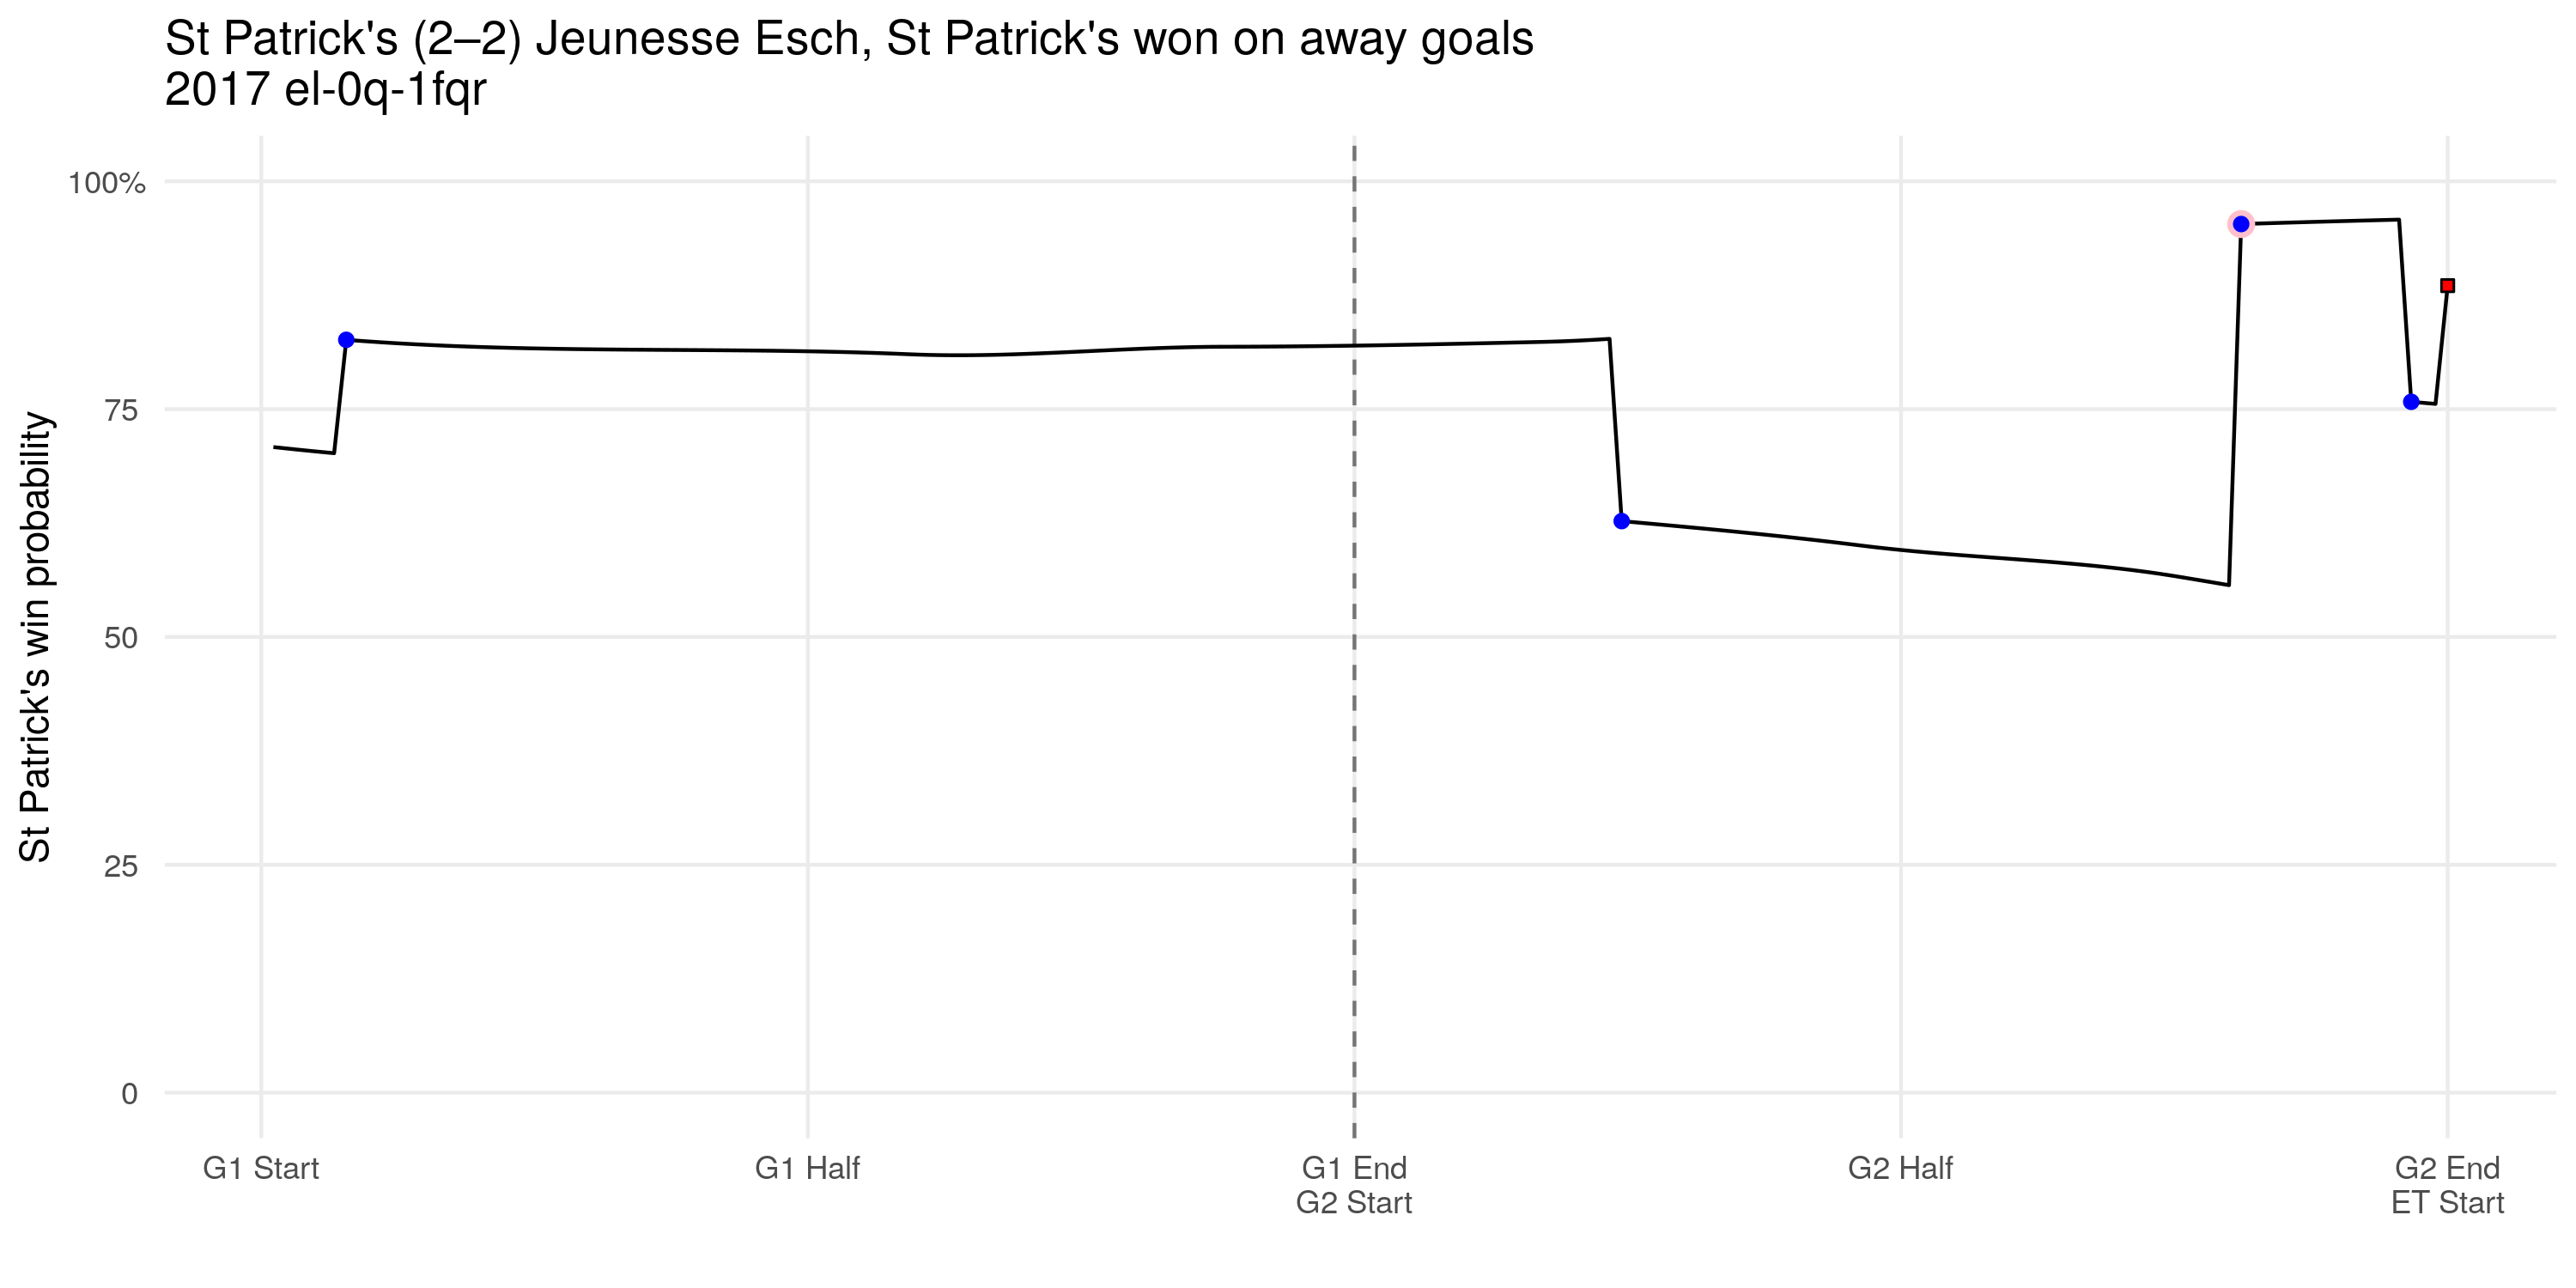 St Patrick's (2–2) Jeunesse Esch, St Patrick's won on away goals
2017 el-0q-1fqr
St Patrick's win probability
100%
75
50
25
0
G1 Start
G1 Half
G1 End
G2 Start
G2 Half
G2 End
ET Start